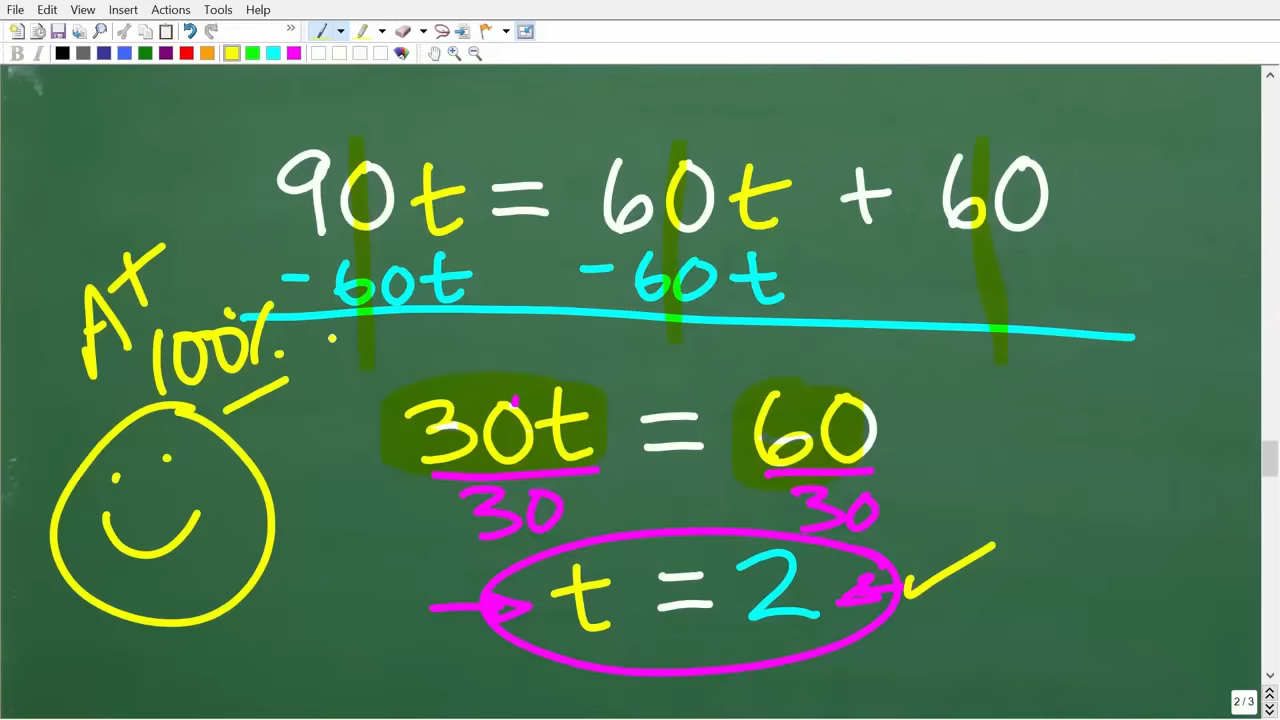 File Edit View Insert Actions Tools Help
90t = 60t + 60
- 60t - 60t
A+
100%
30t = 60
30 30
t = 2
2 / 3